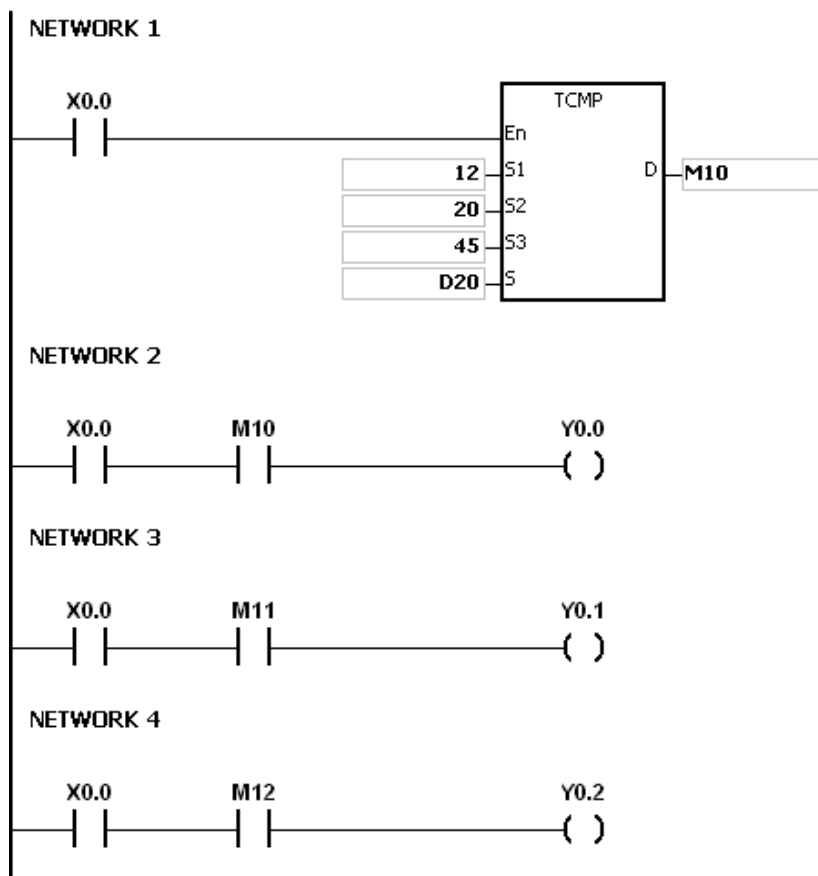 NETWORK 1
X0.0
TCMP
En
12 S1 D M10
20 S2
45 S3
D20 S
NETWORK 2
X0.0 M10 Y0.0
NETWORK 3
X0.0 M11 Y0.1
NETWORK 4
X0.0 M12 Y0.2